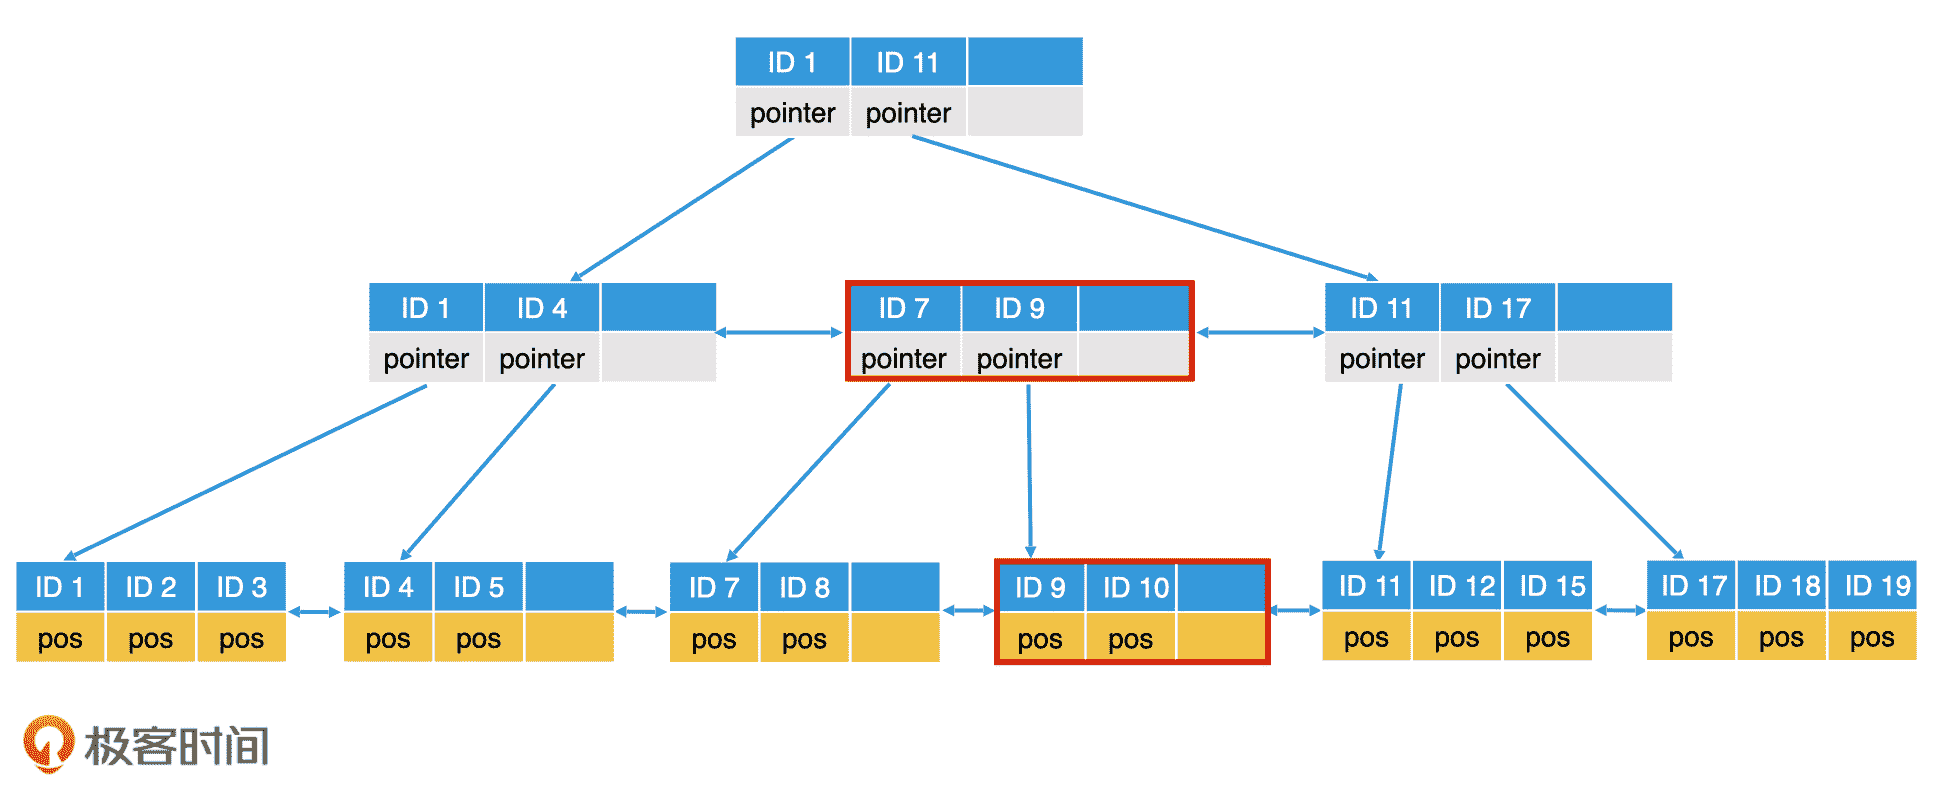 ID 1 ID 11
pointer pointer
ID 1 ID 4 ID 7 ID 9 ID 11 ID 17
pointer pointer pointer pointer pointer pointer
ID 1 ID 2 ID 3 ID 4 ID 5 ID 7 ID 8 ID 9 ID 10 ID 11 ID 12 ID 15 ID 17 ID 18 ID 19
pos pos pos pos pos pos pos pos pos pos pos pos pos pos pos
极客时间